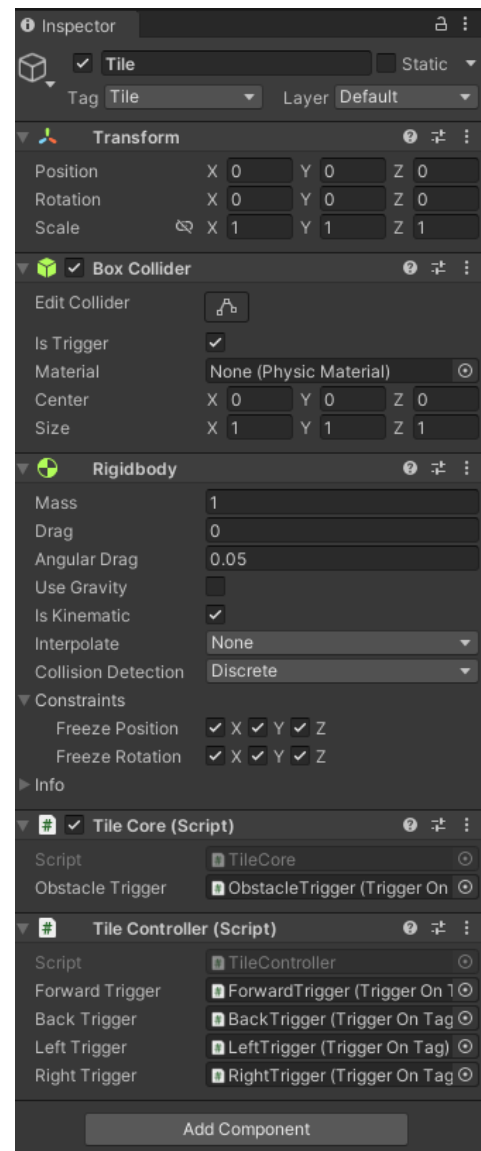 Inspector
Tile Static
Tag Tile Layer Default
Transform
Position X 0 Y 0 Z 0
Rotation X 0 Y 0 Z 0
Scale X 1 Y 1 Z 1
Box Collider
Edit Collider
Is Trigger
Material None (Physic Material)
Center X 0 Y 0 Z 0
Size X 1 Y 1 Z 1
Rigidbody
Mass 1
Drag 0
Angular Drag 0.05
Use Gravity
Is Kinematic
Interpolate None
Collision Detection Discrete
Constraints
Freeze Position X Y Z
Freeze Rotation X Y Z
Info
# Tile Core (Script)
Script # TileCore
Obstacle Trigger # ObstacleTrigger (Trigger On
# Tile Controller (Script)
Script # TileController
Forward Trigger # ForwardTrigger (Trigger On T
Back Trigger # BackTrigger (Trigger On Tag
Left Trigger # LeftTrigger (Trigger On Tag)
Right Trigger # RightTrigger (Trigger On Tag
Add Component